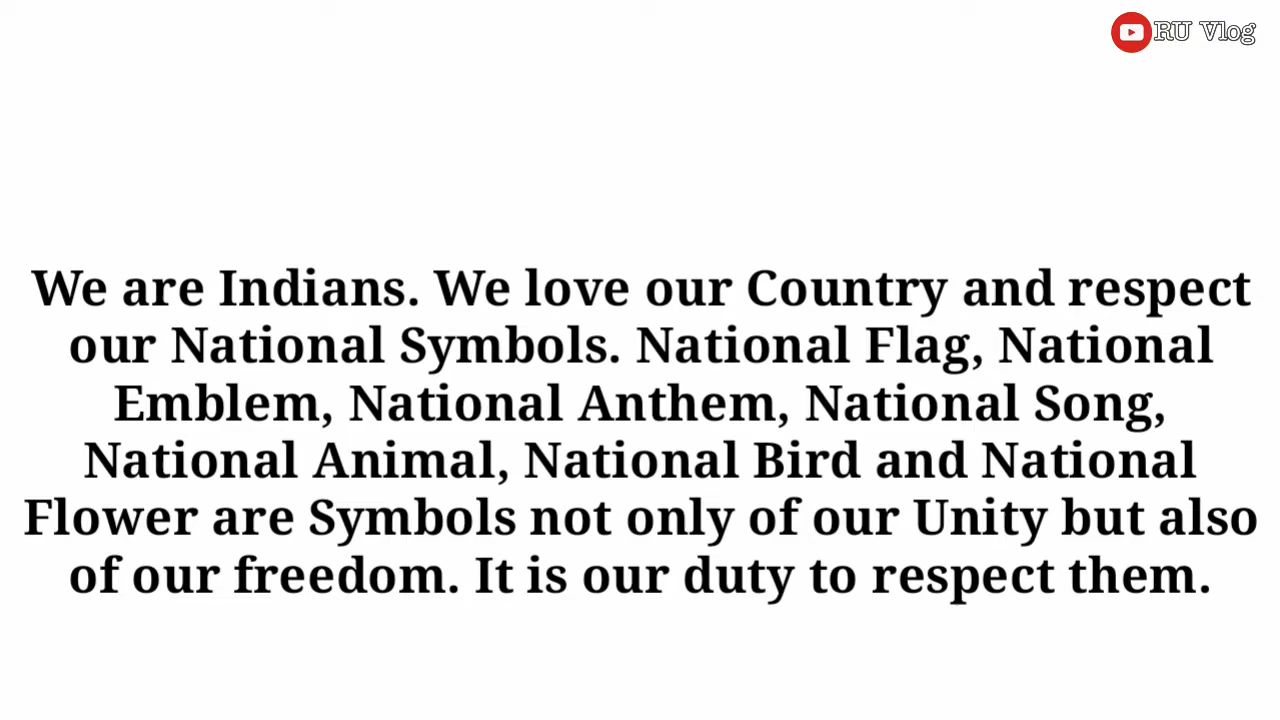 RU Vlog
We are Indians. We love our Country and respect
our National Symbols. National Flag, National
Emblem, National Anthem, National Song,
National Animal, National Bird and National
Flower are Symbols not only of our Unity but also
of our freedom. It is our duty to respect them.